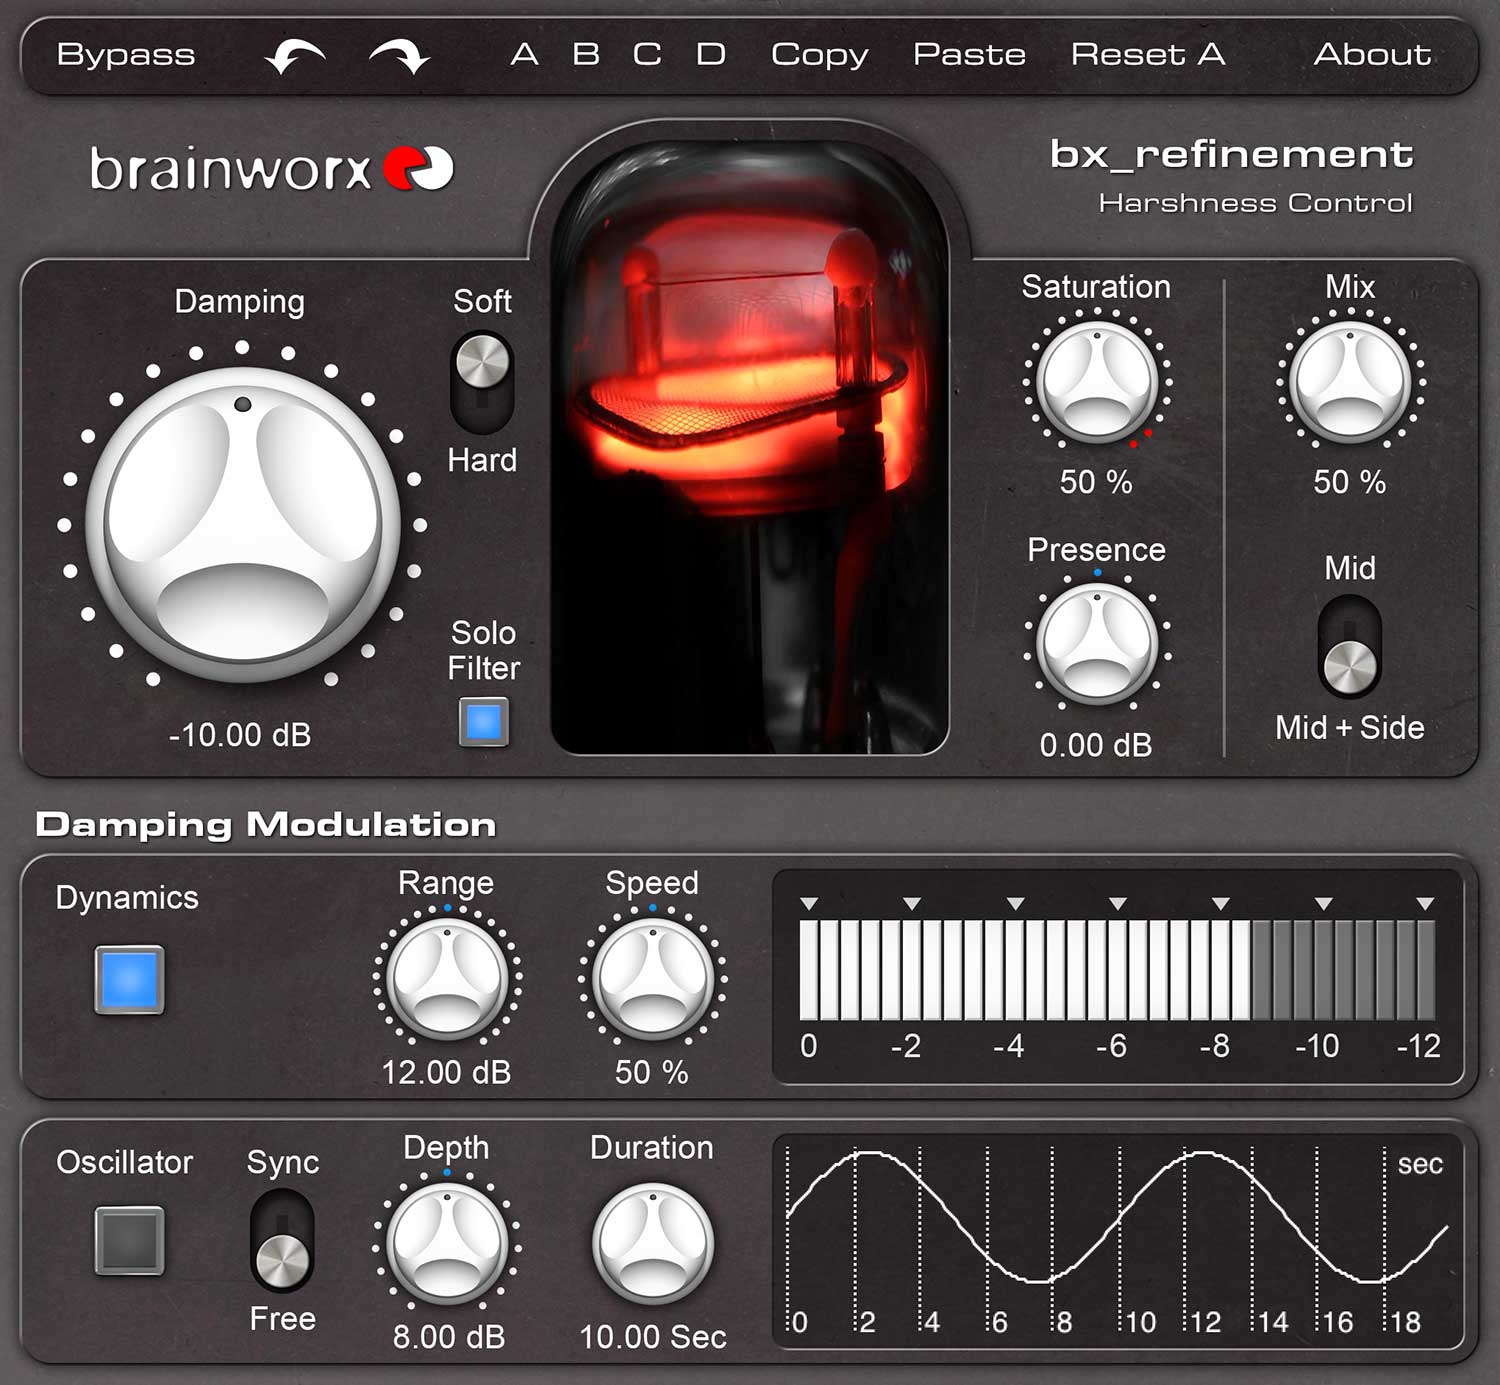 Bypass A B C D Copy Paste Reset A About
brainworx
bx_refinement
Harshness Control
Damping
Soft
Hard
Solo
Filter
-10.00 dB
Saturation
50 %
Mix
50 %
Presence
0.00 dB
Mid
Mid + Side
Damping Modulation
Dynamics
Range
12.00 dB
Speed
50 %
0 -2 -4 -6 -8 -10 -12
Oscillator
Sync
Free
Depth
8.00 dB
Duration
10.00 Sec
sec
0 2 4 6 8 10 12 14 16 18